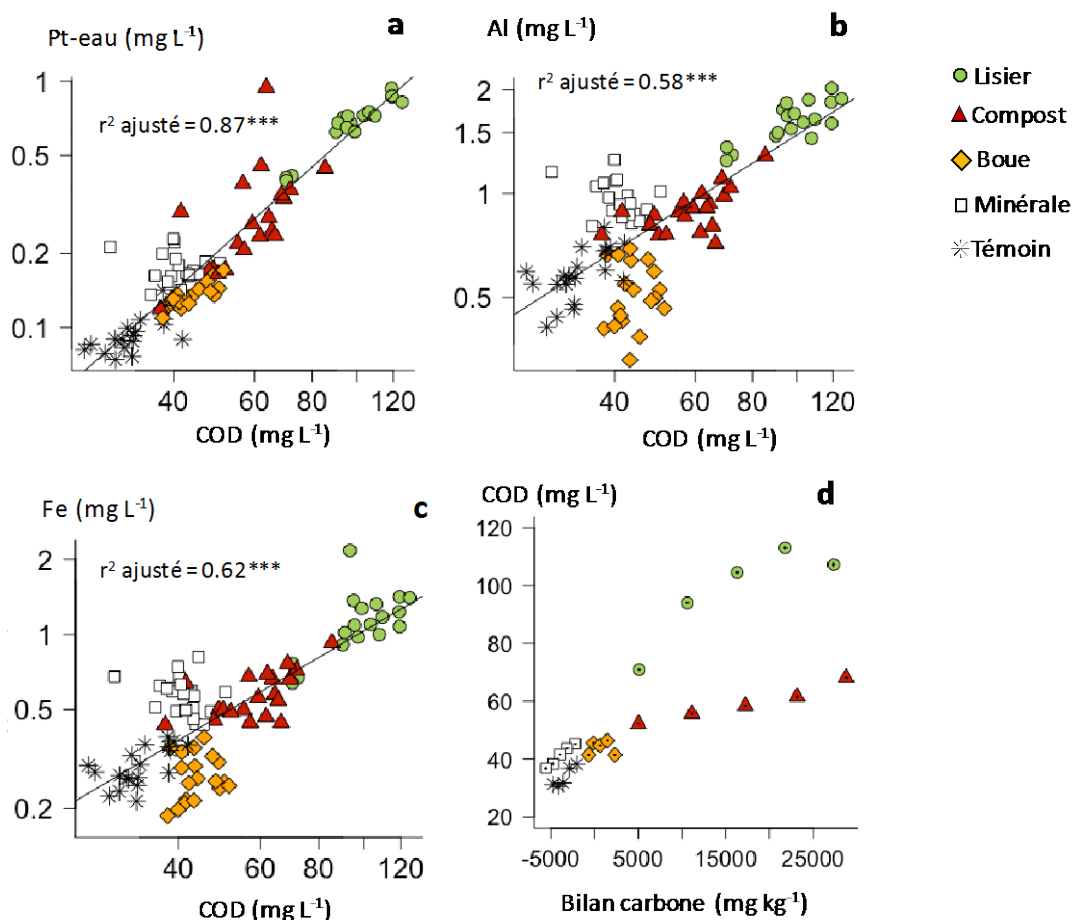 Pt-eau (mg L⁻¹)
a
r² ajusté = 0.87***
1
0.5
0.2
0.1
40 60 80 120
COD (mg L⁻¹)
Al (mg L⁻¹)
b
r² ajusté = 0.58***
2
1.5
1
0.5
40 60 80 120
COD (mg L⁻¹)
Lisier
Compost
Boue
Minérale
Témoin
Fe (mg L⁻¹)
c
r² ajusté = 0.62***
2
1
0.5
0.2
40 60 80 120
COD (mg L⁻¹)
COD (mg L⁻¹)
d
120
100
80
60
40
20
-5000 5000 15000 25000
Bilan carbone (mg kg⁻¹)